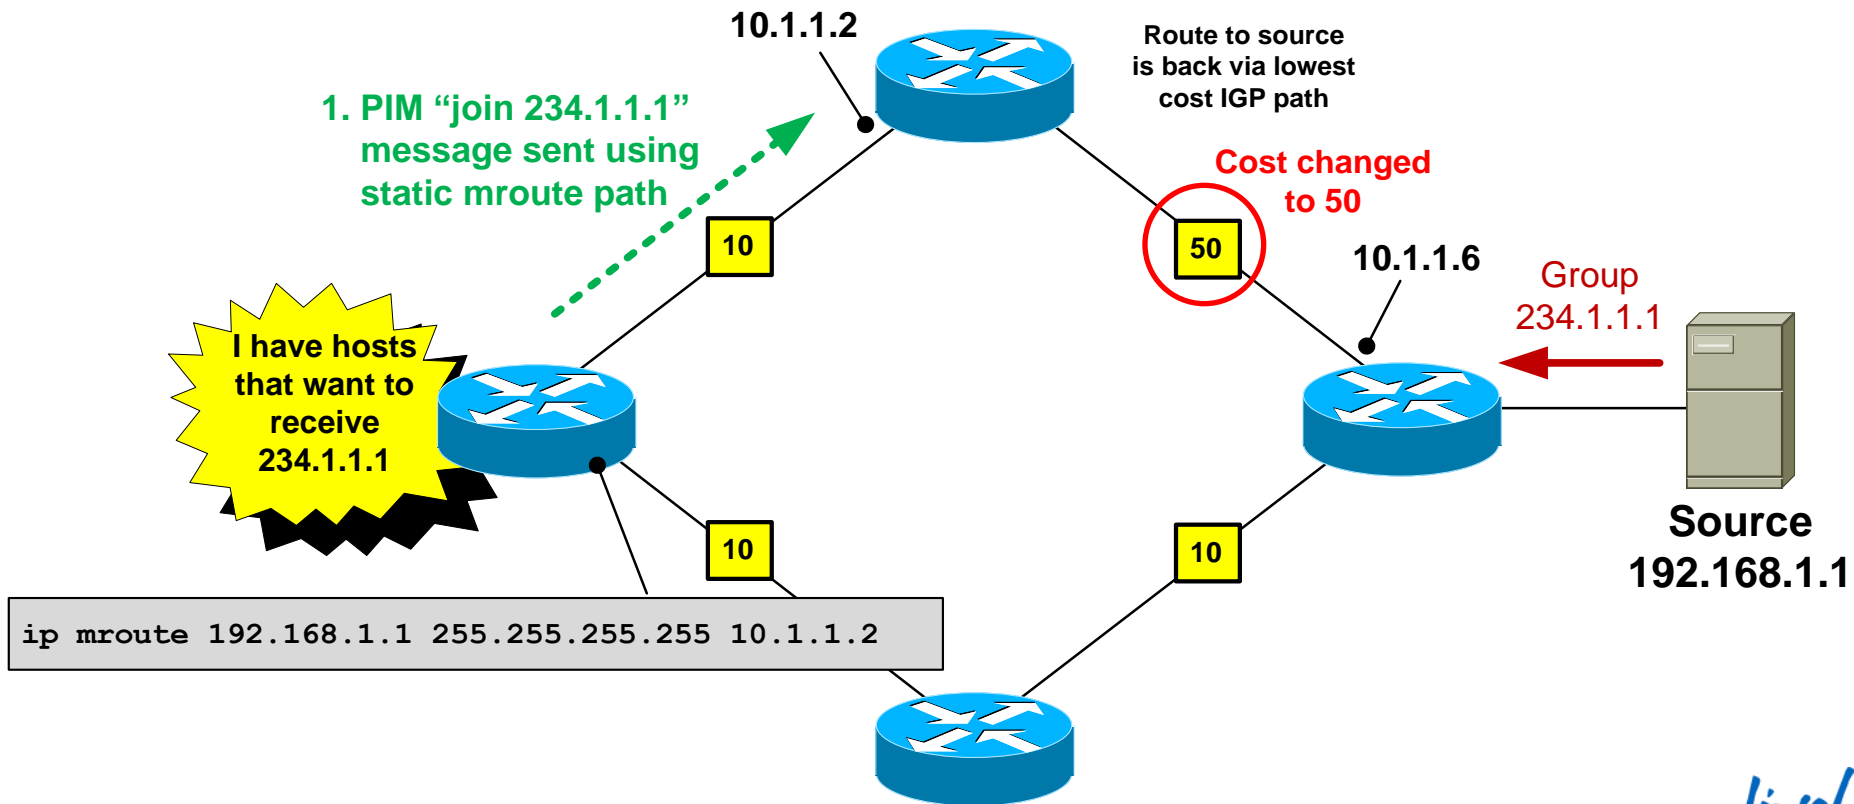 10.1.1.2
Route to source
is back via lowest
cost IGP path
1. PIM “join 234.1.1.1”
message sent using
static mroute path
Cost changed
to 50
10
50
10.1.1.6
Group
234.1.1.1
I have hosts
that want to
receive
234.1.1.1
10
10
Source
192.168.1.1
ip mroute 192.168.1.1 255.255.255.255 10.1.1.2